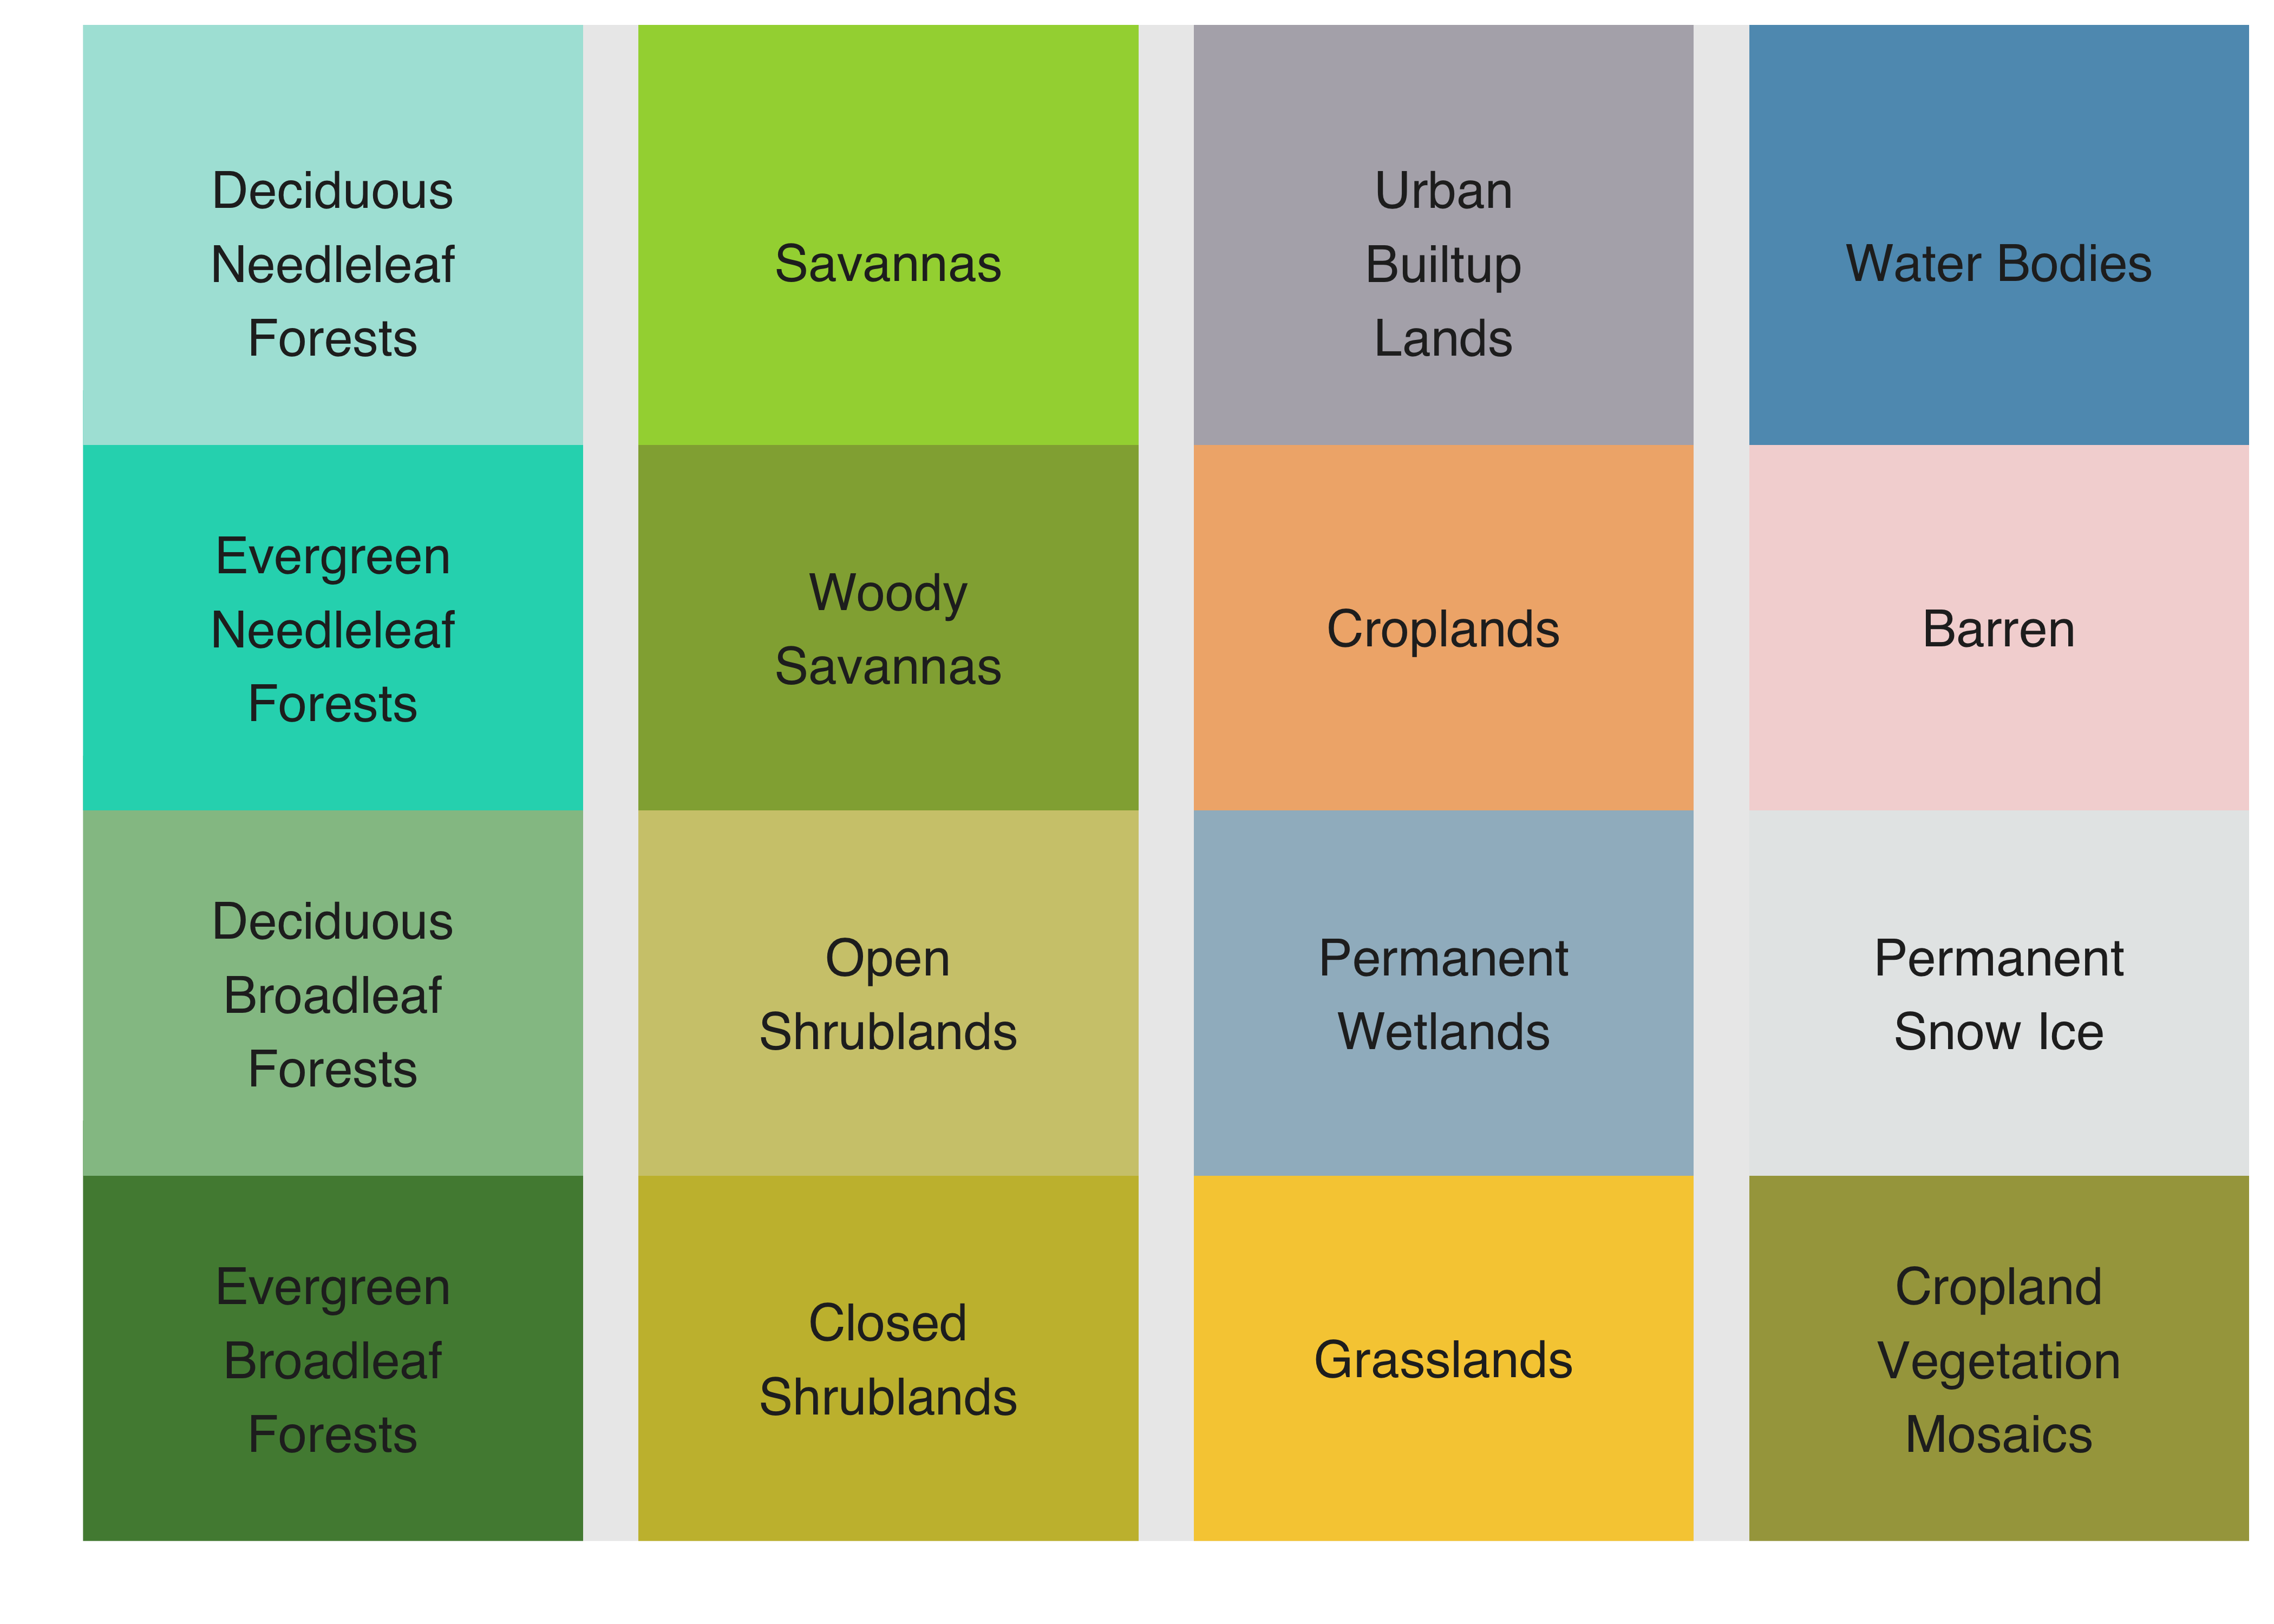 Deciduous
Needleleaf
Forests
Savannas
Urban
Builtup
Lands
Water Bodies
Evergreen
Needleleaf
Forests
Woody
Savannas
Croplands
Barren
Deciduous
Broadleaf
Forests
Open
Shrublands
Permanent
Wetlands
Permanent
Snow Ice
Evergreen
Broadleaf
Forests
Closed
Shrublands
Grasslands
Cropland
Vegetation
Mosaics